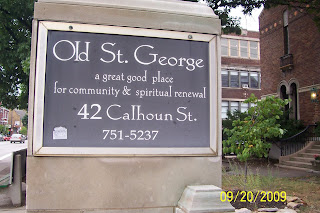 Old St. George
a great good place
for community & spiritual renewal
42 Calhoun St.
751-5237
09/20/2009